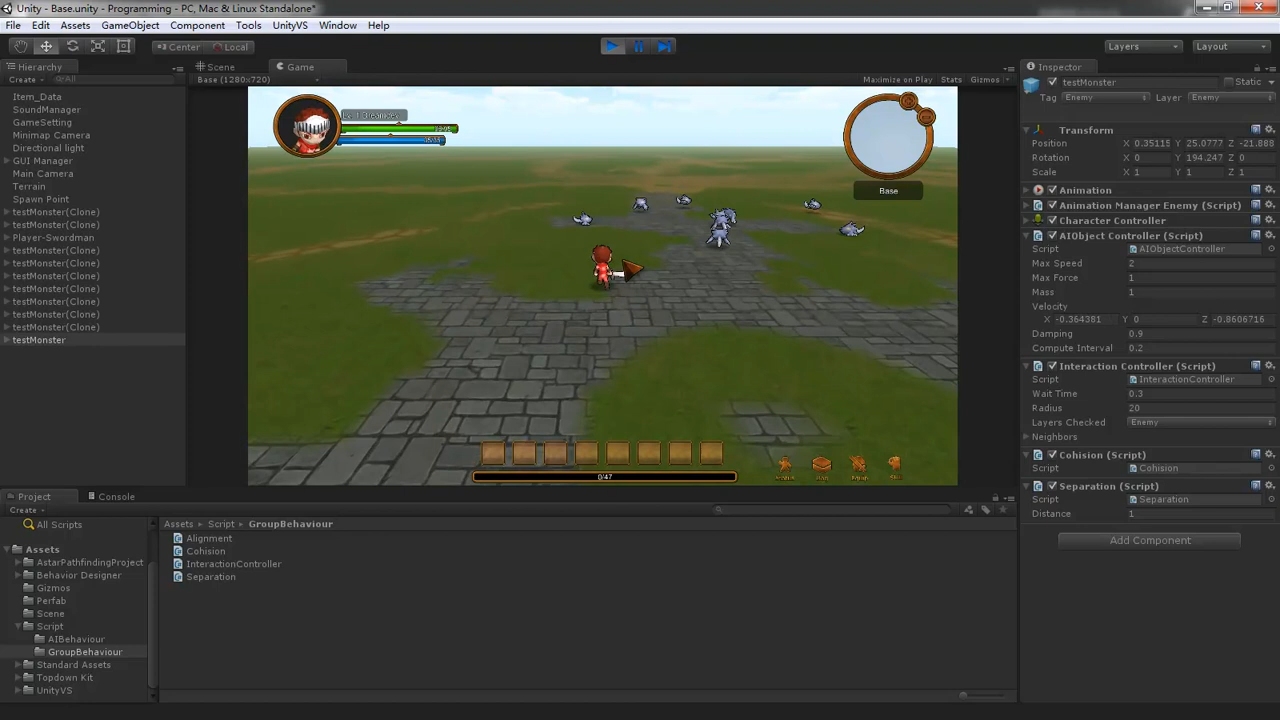 Unity - Base.unity - Programming - PC, Mac & Linux Standalone*
File Edit Assets GameObject Component Tools UnityVS Window Help
Center Local Layers Layout
Hierarchy
Create All
Item_Data
SoundManager
GameSetting
Minimap Camera
Directional light
GUI Manager
Main Camera
Terrain
Spawn Point
testMonster(Clone)
testMonster(Clone)
Player-Swordman
testMonster(Clone)
testMonster(Clone)
testMonster(Clone)
testMonster(Clone)
testMonster(Clone)
testMonster(Clone)
testMonster(Clone)
testMonster
Scene Game
Base (1280x720) Maximize on Play Stats Gizmos
Base
0/47
Inspector
testMonster Static
Tag Enemy Layer Enemy
Transform
Position X 0.35115 Y 25.0777 Z -21.888
Rotation X 0 Y 194.247 Z 0
Scale X 1 Y 1 Z 1
Animation
Animation Manager Enemy (Script)
Character Controller
AIObject Controller (Script)
Script AIObjectController
Max Speed 2
Max Force 1
Mass 1
Velocity
X -0.364381 Y 0 Z -0.8606716
Damping 0.9
Compute Interval 0.2
Interaction Controller (Script)
Script InteractionController
Wait Time 0.3
Radius 20
Layers Checked Enemy
Neighbors
Cohision (Script)
Script Cohision
Separation (Script)
Script Separation
Distance 1
Add Component
Project Console
Create
All Scripts
Assets
AstarPathfindingProject
Behavior Designer
Gizmos
Perfab
Scene
Script
AIBehaviour
GroupBehaviour
Standard Assets
Topdown Kit
UnityVS
Assets Script GroupBehaviour
Alignment
Cohision
InteractionController
Separation